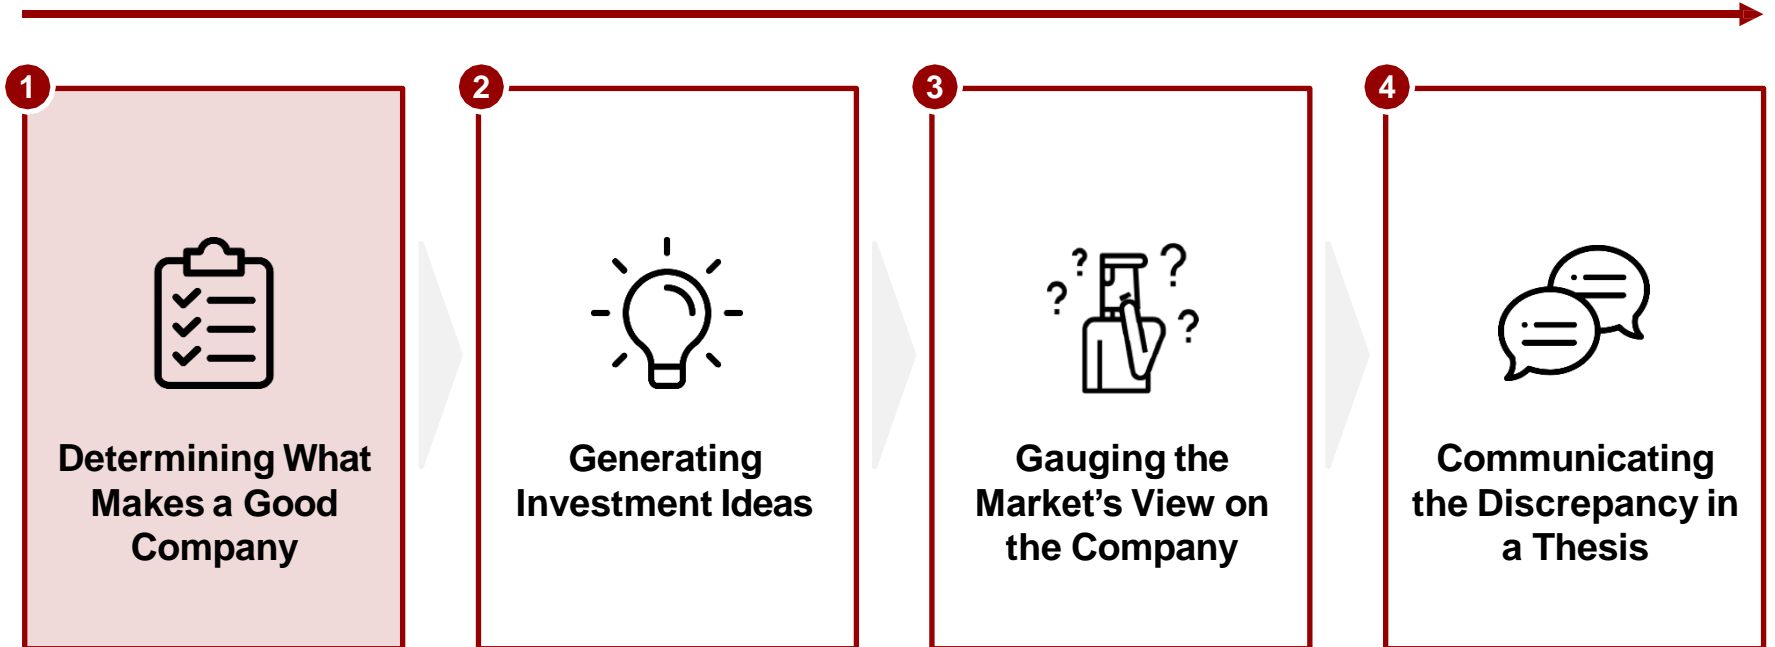 1
Determining What
Makes a Good
Company
2
Generating
Investment Ideas
3
? ? ? ?
Gauging the
Market’s View on
the Company
4
Communicating
the Discrepancy in
a Thesis